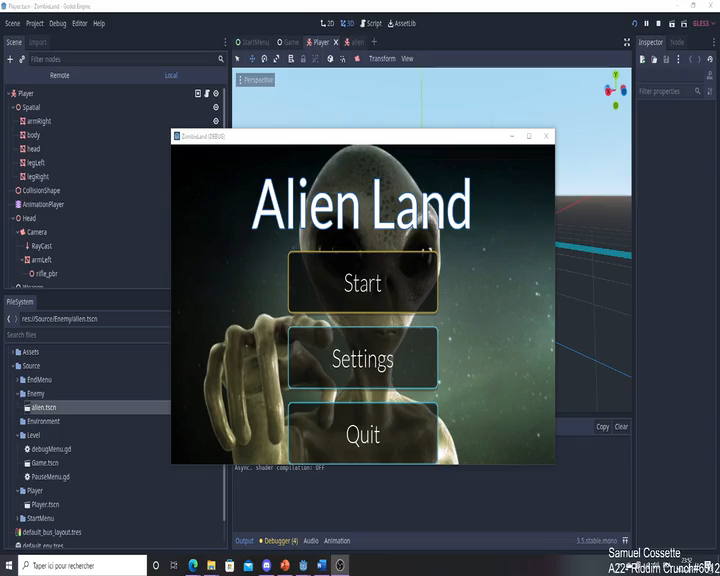 Player.tscn - ZombieLand - Godot Engine
Scene Project Debug Editor Help
2D 3D Script AssetLib
GLES3
Scene Import
StartMenu Game Player alien
Inspector Node
Filter nodes
Transform View
Remote Local
Perspective
Filter properties
Player
Spatial
armRight
body
head
legLeft
legRight
CollisionShape
AnimationPlayer
Head
Camera
RayCast
armLeft
rifle_pbr
ZombieLand (DEBUG)
Alien Land
Start
Settings
Quit
FileSystem
res://Source/Enemy/alien.tscn
Search files
Assets
Source
EndMenu
Enemy
alien.tscn
Environment
Level
debugMenu.gd
Game.tscn
PauseMenu.gd
Player
Player.tscn
StartMenu
default_bus_layout.tres
default_env.tres
Copy Clear
Async. shader compilation: OFF
Output Debugger (4) Audio Animation
3.5.stable.mono
Taper ici pour rechercher
Samuel Cossette